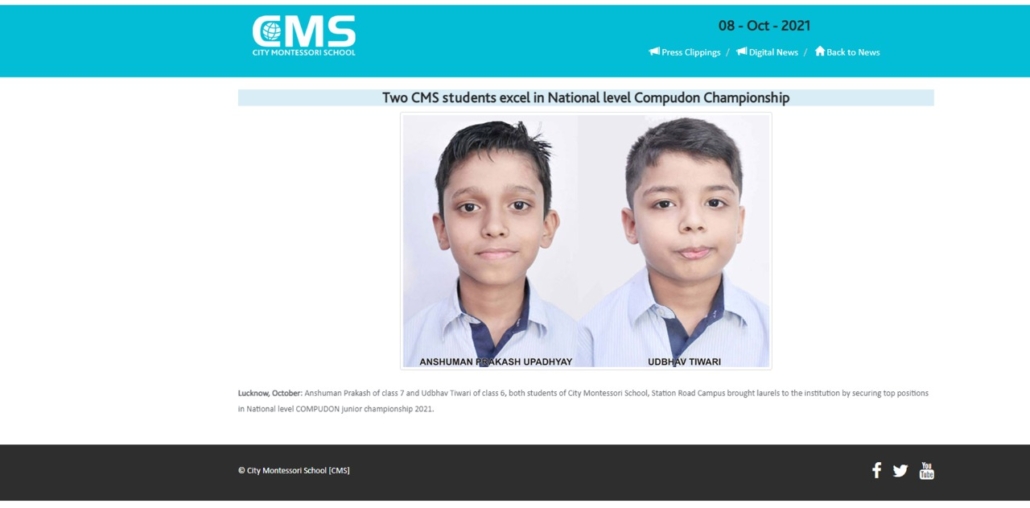 CMS
CITY MONTESSORI SCHOOL
08 - Oct - 2021
Press Clippings / Digital News / Back to News
Two CMS students excel in National level Compudon Championship
ANSHUMAN PRAKASH UPADHYAY
UDBHAV TIWARI
Lucknow, October: Anshuman Prakash of class 7 and Udbhav Tiwari of class 6, both students of City Montessori School, Station Road Campus brought laurels to the institution by securing top positions
in National level COMPUDON junior championship 2021.
© City Montessori School [CMS]
You
Tube